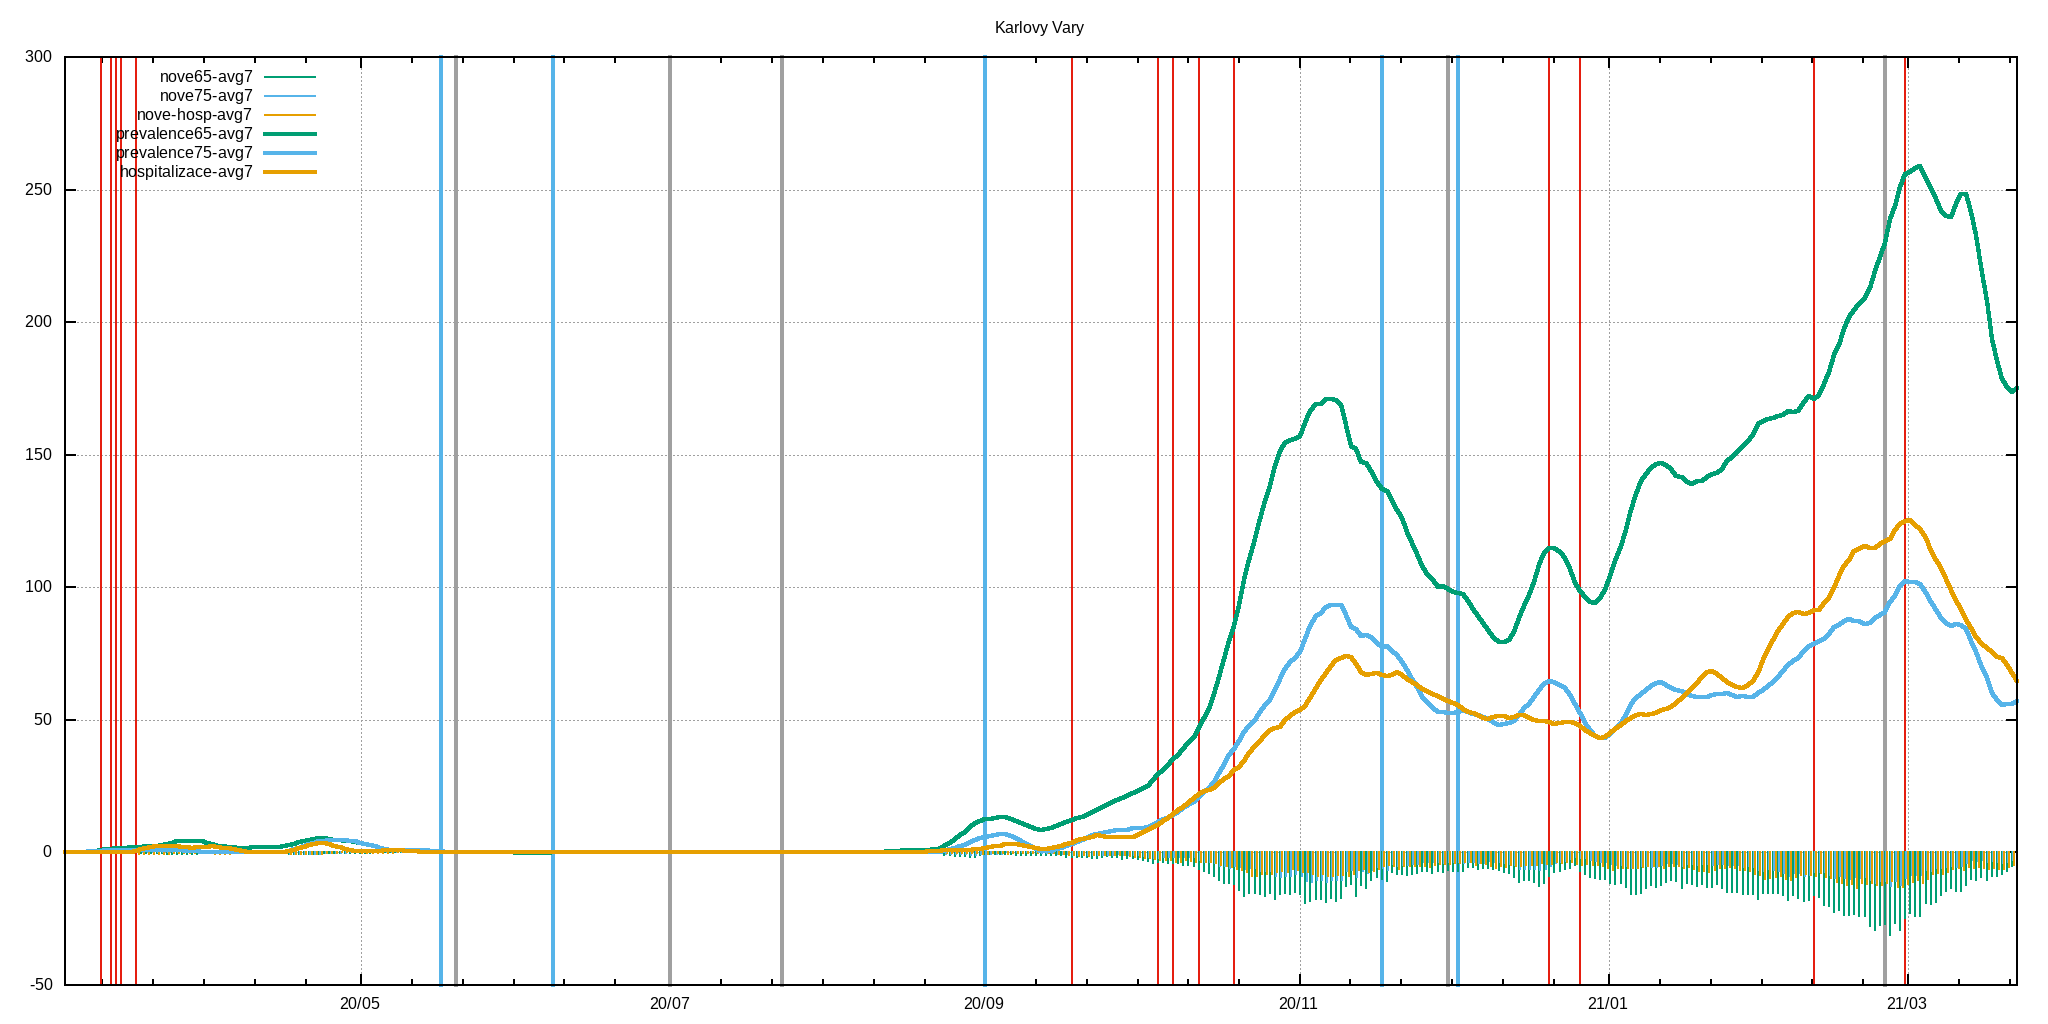 Karlovy Vary
300
250
200
150
100
50
0
-50
nove65-avg7
nove75-avg7
nove-hosp-avg7
prevalence65-avg7
prevalence75-avg7
hospitalizace-avg7
20/05
20/07
20/09
20/11
21/01
21/03